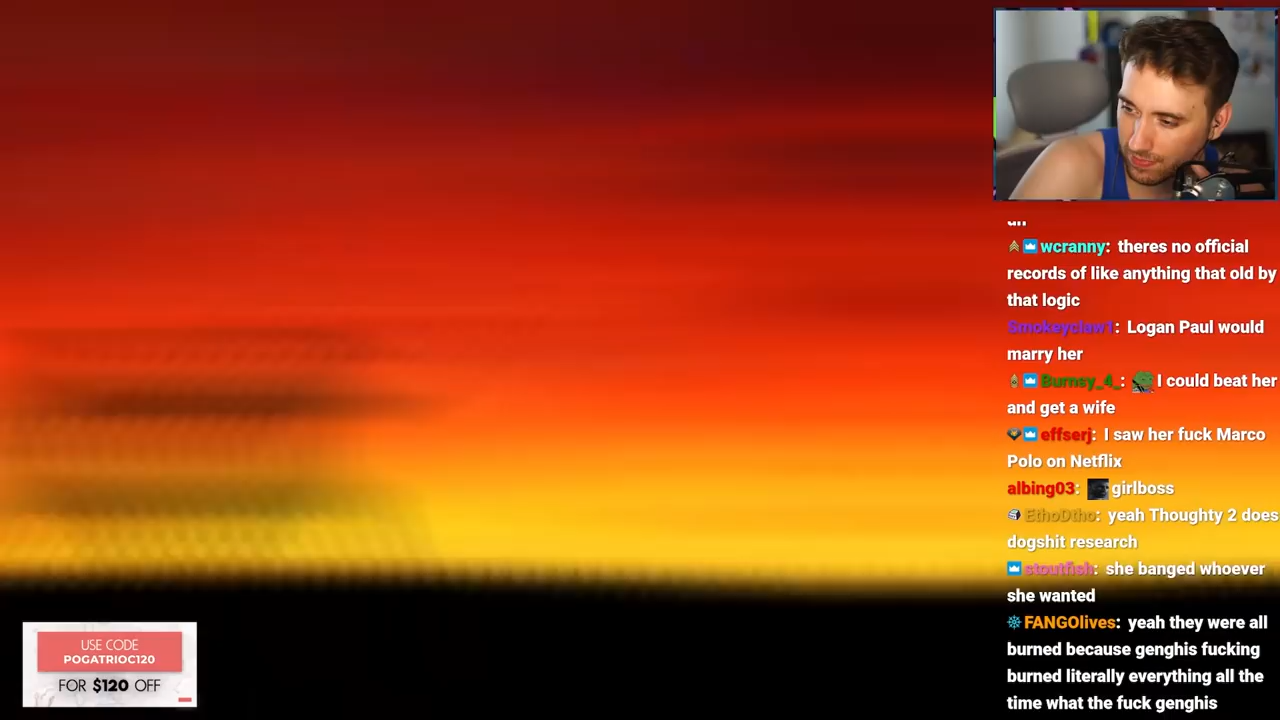 wcranny: theres no official
records of like anything that old by
that logic
Smokeyclaw1: Logan Paul would
marry her
Burnsy_4_: I could beat her
and get a wife
effserj: I saw her fuck Marco
Polo on Netflix
albing03: girlboss
EthoDtho: yeah Thoughty 2 does
dogshit research
stoutfish: she banged whoever
she wanted
FANGOlives: yeah they were all
burned because genghis fucking
burned literally everything all the
time what the fuck genghis
USE CODE
POGATRIOC120
FOR $120 OFF